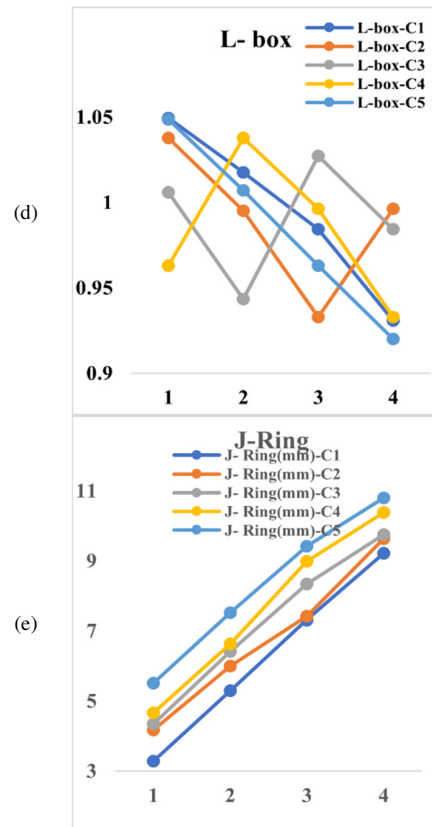 (d)
L- box
L-box-C1
L-box-C2
L-box-C3
L-box-C4
L-box-C5
1.05
1
0.95
0.9
1 2 3 4
(e)
J-Ring
J- Ring(mm)-C1
J- Ring(mm)-C2
J- Ring(mm)-C3
J- Ring(mm)-C4
J- Ring(mm)-C5
11
9
7
5
3
1 2 3 4